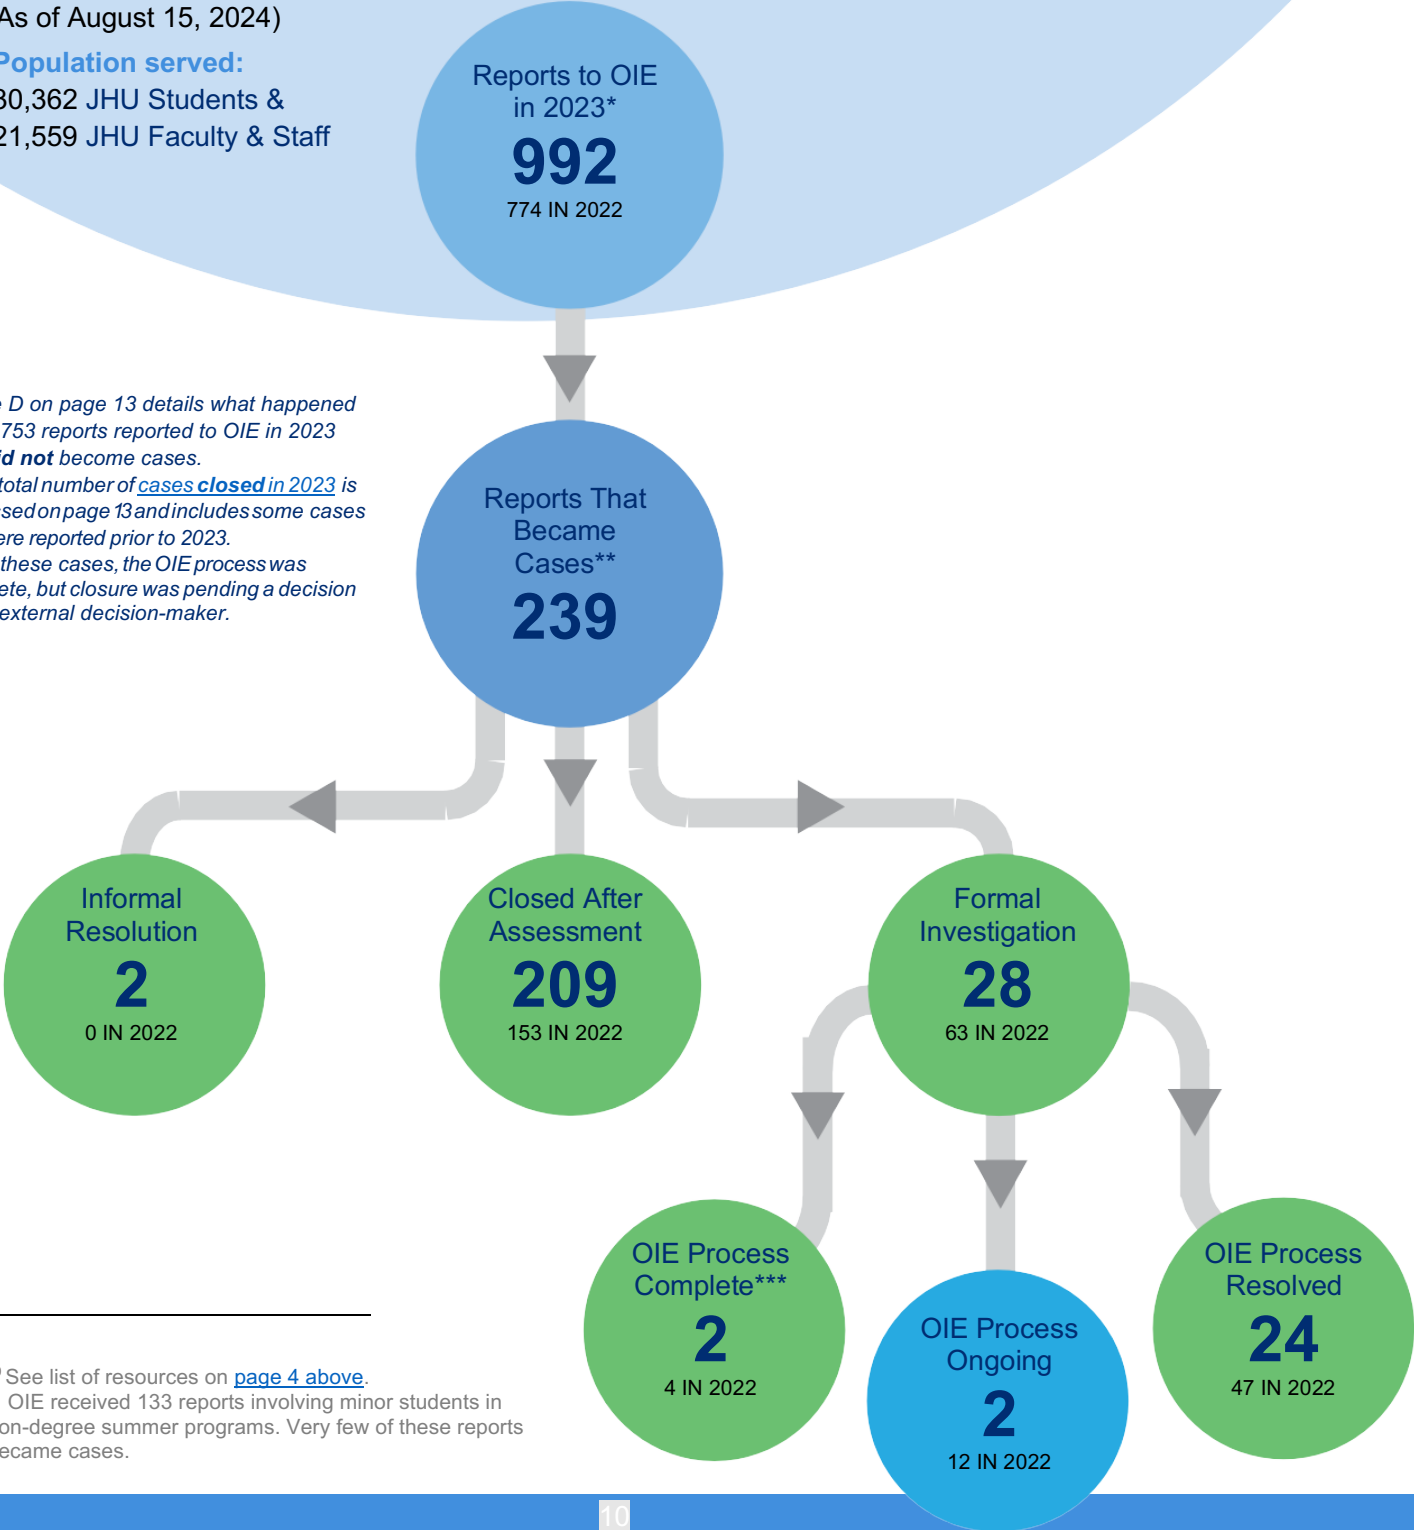 (As of August 15, 2024)
Population served:
30,362 JHU Students &
21,559 JHU Faculty & Staff
Reports to OIE
in 2023*
992
774 IN 2022
D on page 13 details what happened
753 reports reported to OIE in 2023
not become cases.
total number of cases closed in 2023 is
on page 13 and includes some cases
were reported prior to 2023.
these cases, the OIE process was
but closure was pending a decision
external decision-maker.
Reports That
Became
Cases**
239
Informal
Resolution
2
0 IN 2022
Closed After
Assessment
209
153 IN 2022
Formal
Investigation
28
63 IN 2022
OIE Process
Complete***
2
4 IN 2022
OIE Process
Ongoing
2
12 IN 2022
OIE Process
Resolved
24
47 IN 2022
See list of resources on page 4 above.
OIE received 133 reports involving minor students in
on-degree summer programs. Very few of these reports
ecame cases.
10